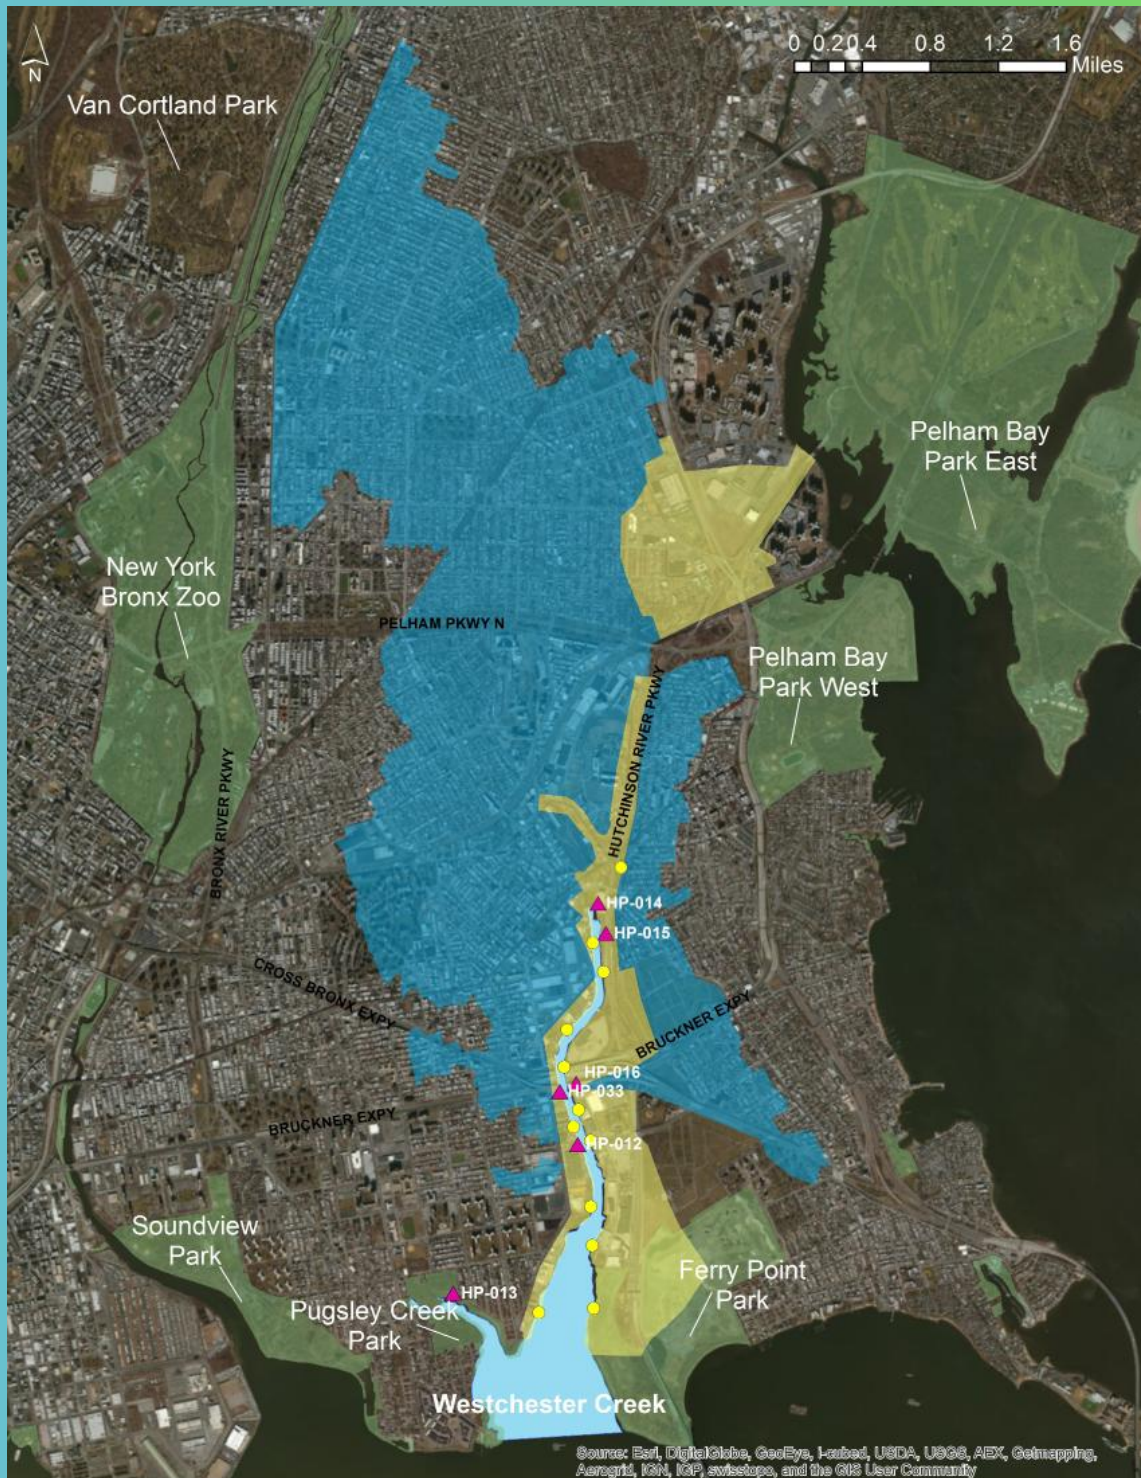 0 0.2 0.4 0.8 1.2 1.6
Miles
N
Van Cortland Park
Pelham Bay
Park East
New York
Bronx Zoo
PELHAM PKWY N
Pelham Bay
Park West
HUTCHINSON RIVER PKWY
BRONX RIVER PKWY
HP-014
HP-015
CROSS BRONX EXPY
BRUCKNER EXPY
HP-016
HP-033
BRUCKNER EXPY
HP-012
Soundview
Park
Ferry Point
Park
HP-013
Pugsley Creek
Park
Westchester Creek
Source: Esri, DigitalGlobe, GeoEye, i-cubed, USDA, USGS, AEX, Getmapping,
Aerogrid, IGN, IGP, swisstopo, and the GIS User Community